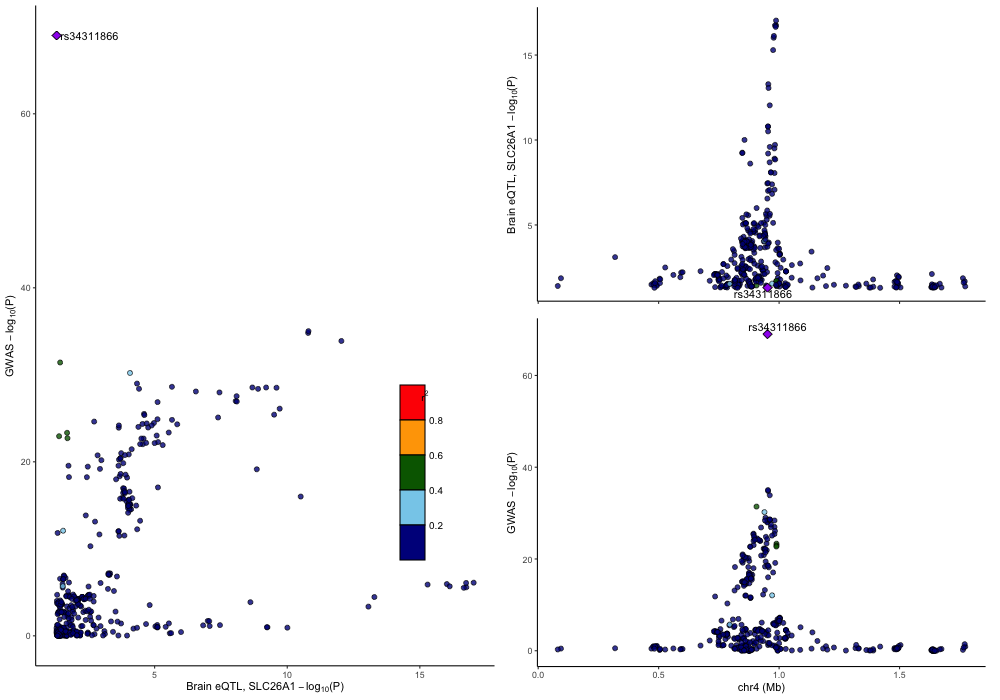 rs34311866
60
40
20
0
GWAS −log10(P)
5
10
15
Brain eQTL, SLC26A1 −log10(P)
r2
0.8
0.6
0.4
0.2
15
10
5
Brain eQTL, SLC26A1 −log10(P)
rs34311866
rs34311866
60
40
20
0
GWAS −log10(P)
0.0
0.5
1.0
1.5
chr4 (Mb)